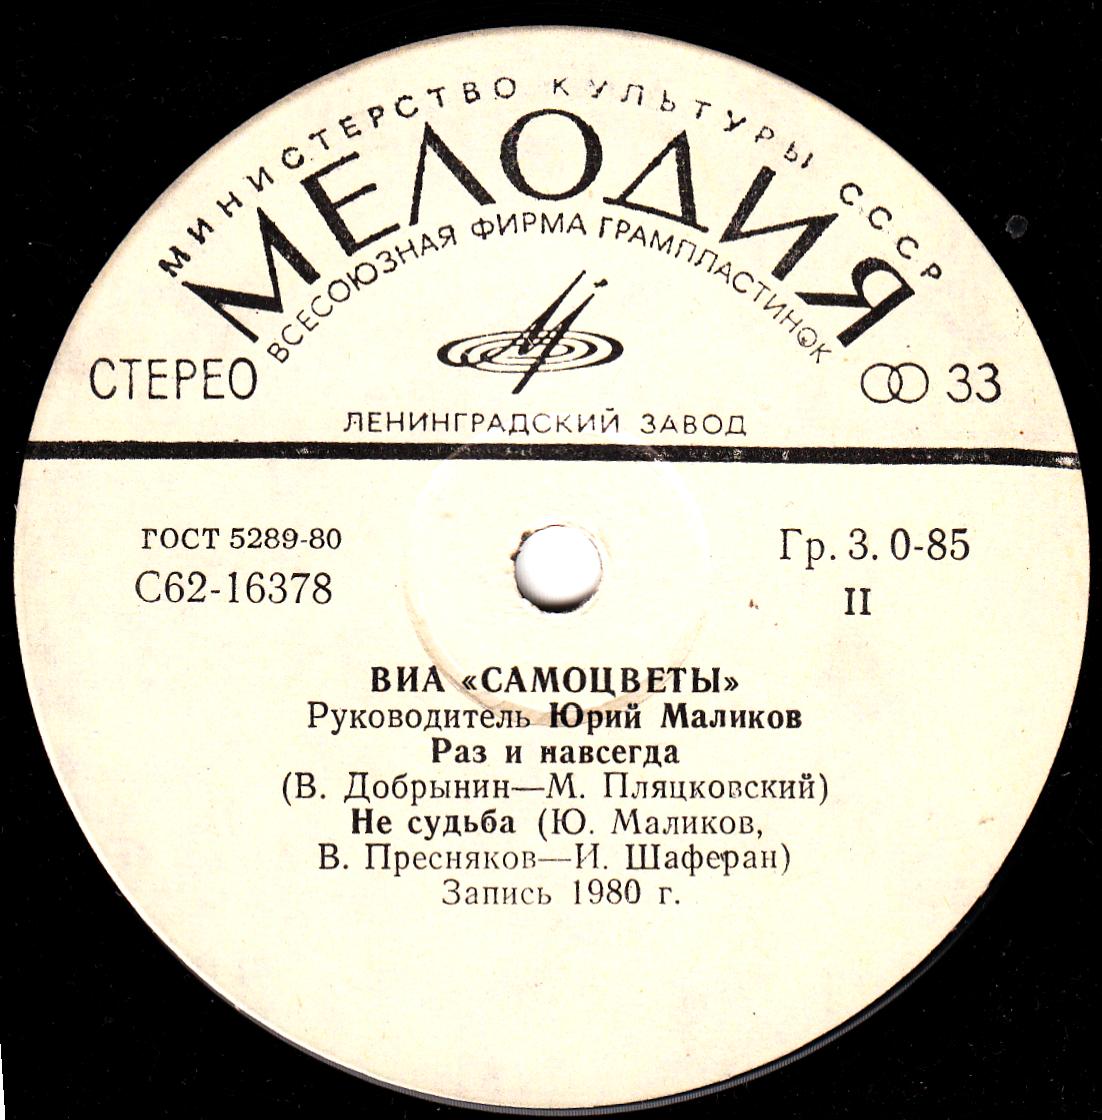 МИНИСТЕРСТВО КУЛЬТУРЫ СССР
МЕЛОДИЯ
ВСЕСОЮЗНАЯ ФИРМА ГРАМПЛАСТИНОК
СТЕРЕО
33
ЛЕНИНГРАДСКИЙ ЗАВОД
ГОСТ 5289-80
Гр. 3. 0-85
С62-16378
II
ВИА «САМОЦВЕТЫ»
Руководитель Юрий Маликов
Раз и навсегда
(В. Добрынин—М. Пляцковский)
Не судьба (Ю. Маликов,
В. Пресняков—И. Шаферан)
Запись 1980 г.